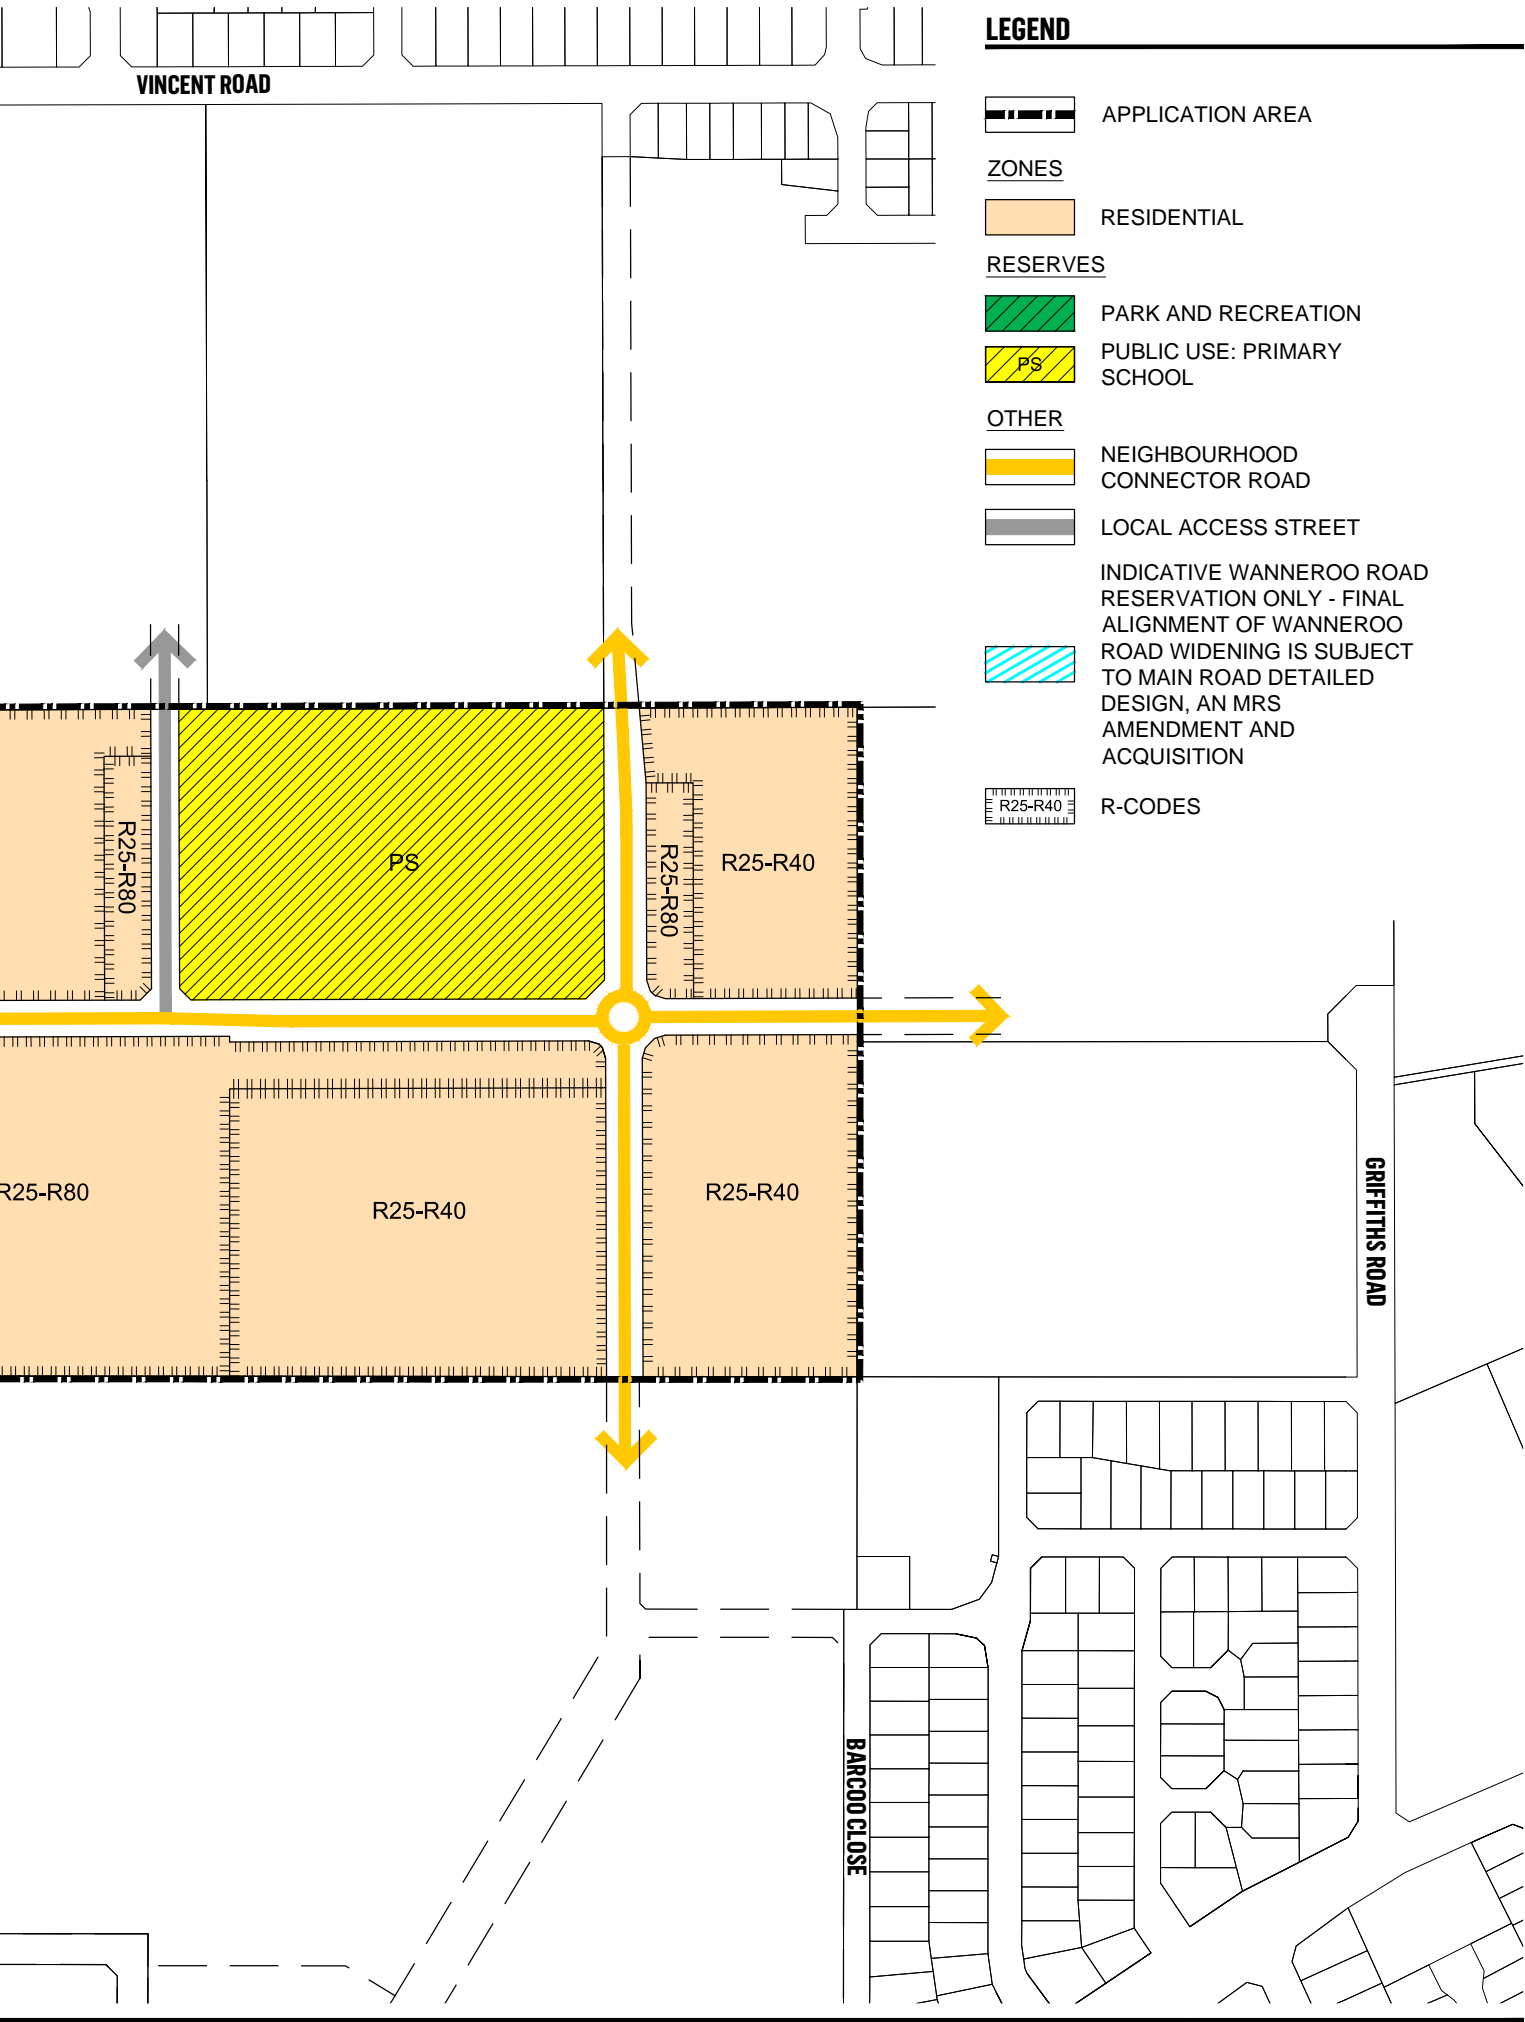 LEGEND
VINCENT ROAD
APPLICATION AREA
ZONES
RESIDENTIAL
RESERVES
PARK AND RECREATION
PS
PUBLIC USE: PRIMARY
SCHOOL
OTHER
NEIGHBOURHOOD
CONNECTOR ROAD
LOCAL ACCESS STREET
INDICATIVE WANNEROO ROAD
RESERVATION ONLY - FINAL
ALIGNMENT OF WANNEROO
ROAD WIDENING IS SUBJECT
TO MAIN ROAD DETAILED
DESIGN, AN MRS
AMENDMENT AND
ACQUISITION
R25-R40
R-CODES
R25-R80
PS
R25-R80
R25-R40
R25-R80
R25-R40
R25-R40
GRIFFITHS ROAD
BARCOO CLOSE